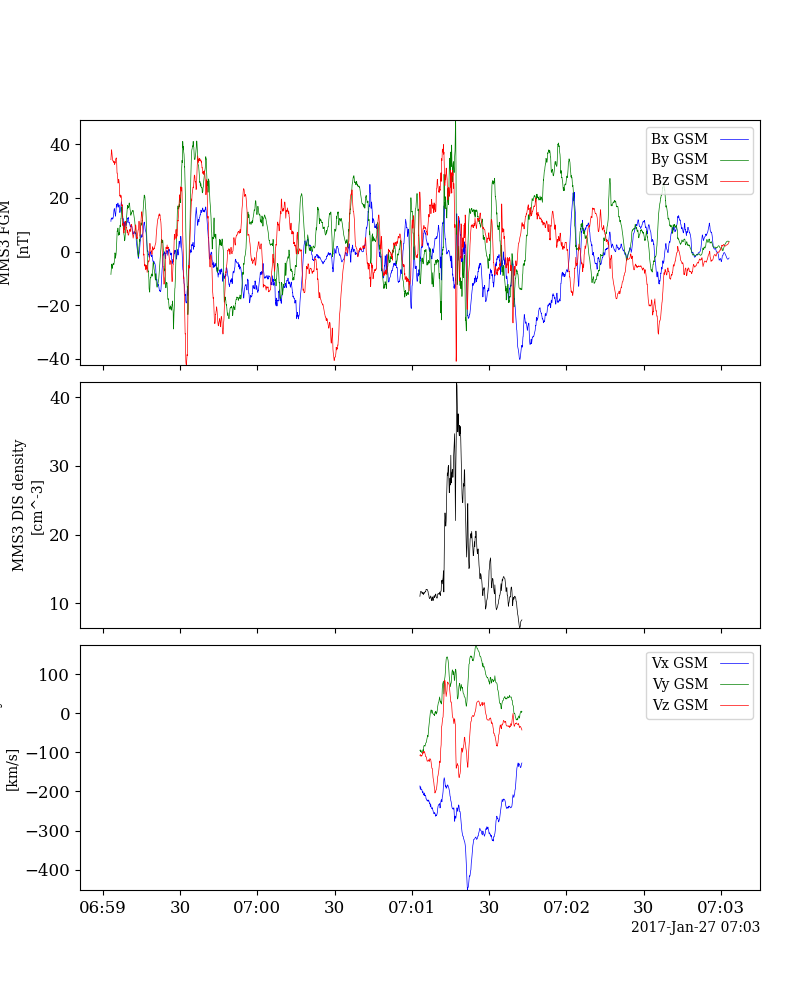 40
20
0
−20
−40
MMS3 FGM
[nT]
Bx GSM
By GSM
Bz GSM
40
30
20
10
MMS3 DIS density
[cm^-3]
100
0
−100
−200
−300
−400
[km/s]
Vx GSM
Vy GSM
Vz GSM
06:59 30 07:00 30 07:01 30 07:02 30 07:03
2017-Jan-27 07:03